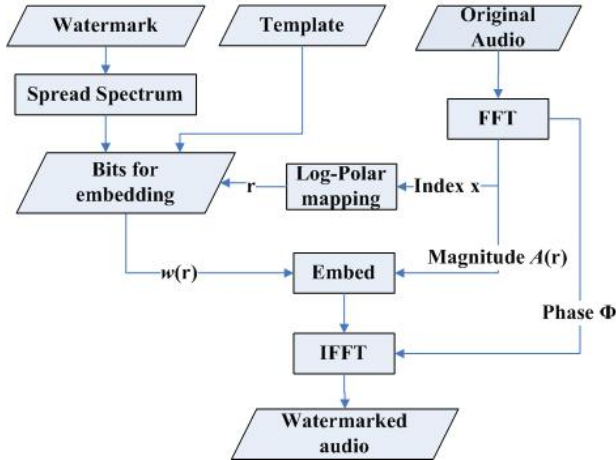 Watermark
Template
Original
Audio
Spread Spectrum
FFT
Bits for
embedding
r
Log-Polar
mapping
Index x
w(r)
Embed
Magnitude A(r)
Phase Φ
IFFT
Watermarked
audio